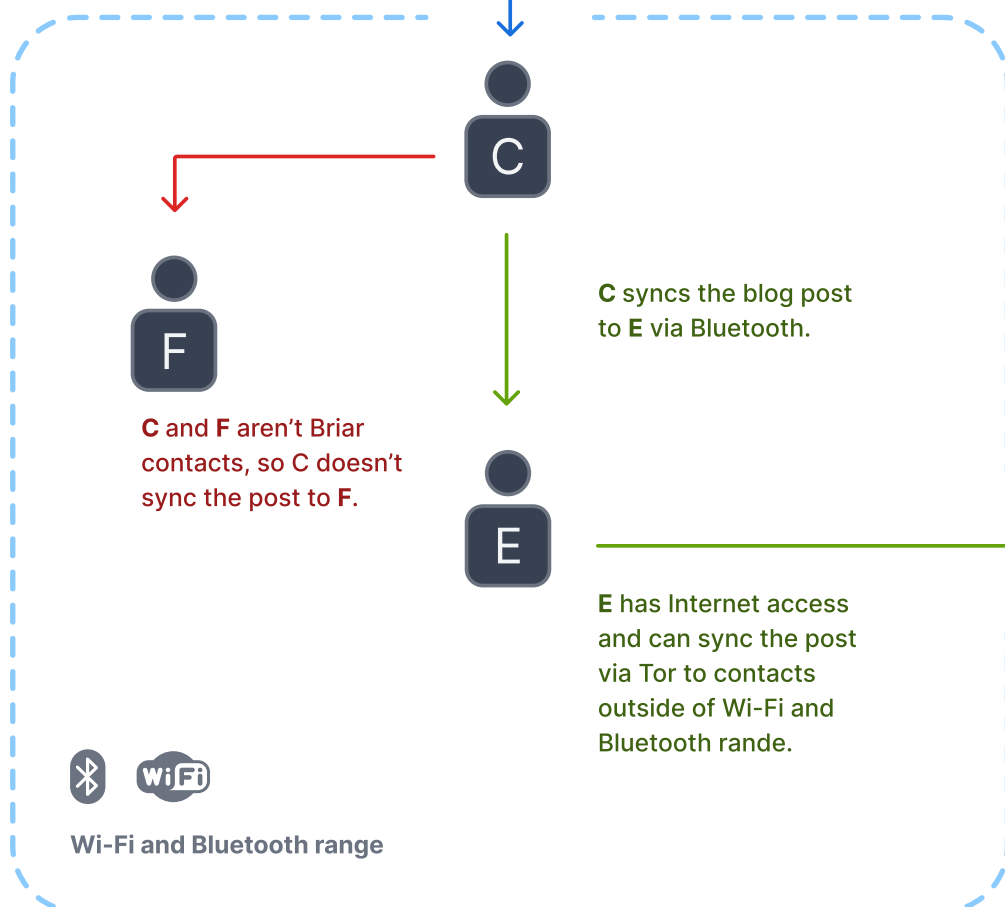 C
F
C syncs the blog post
to E via Bluetooth.
C and F aren’t Briar
contacts, so C doesn’t
sync the post to F.
E
E has Internet access
and can sync the post
via Tor to contacts
outside of Wi-Fi and
Bluetooth rande.
WiFi
Wi-Fi and Bluetooth range